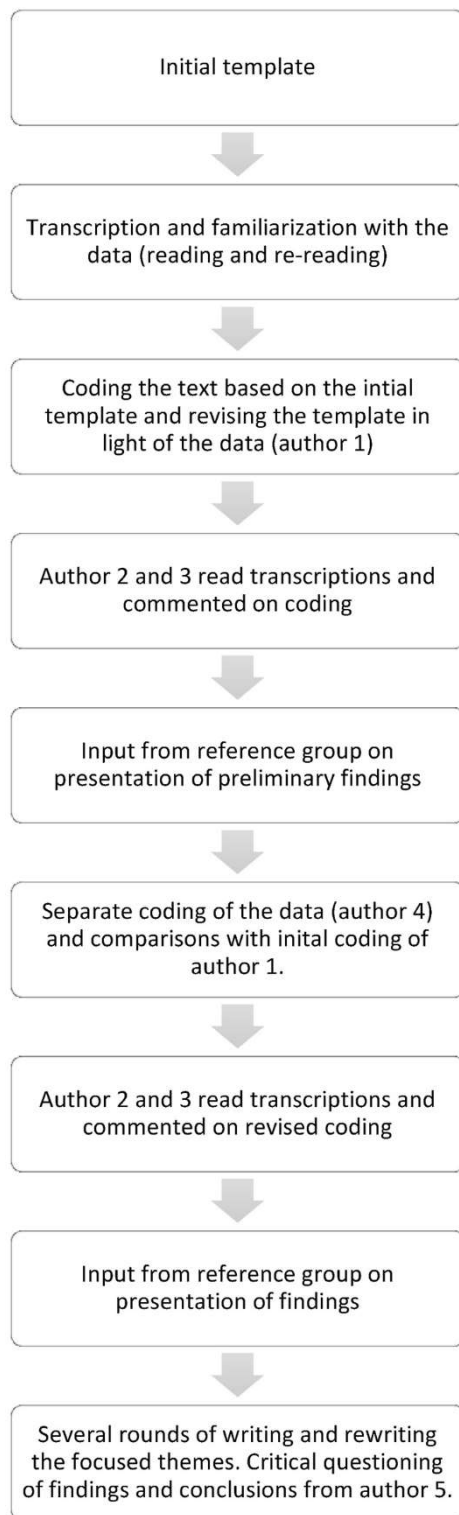 Initial template
Transcription and familiarization with the
data (reading and re-reading)
Coding the text based on the intial
template and revising the template in
light of the data (author 1)
Author 2 and 3 read transcriptions and
commented on coding
Input from reference group on
presentation of preliminary findings
Separate coding of the data (author 4)
and comparisons with inital coding of
author 1.
Author 2 and 3 read transcriptions and
commented on revised coding
Input from reference group on
presentation of findings
Several rounds of writing and rewriting
the focused themes. Critical questioning
of findings and conclusions from author 5.